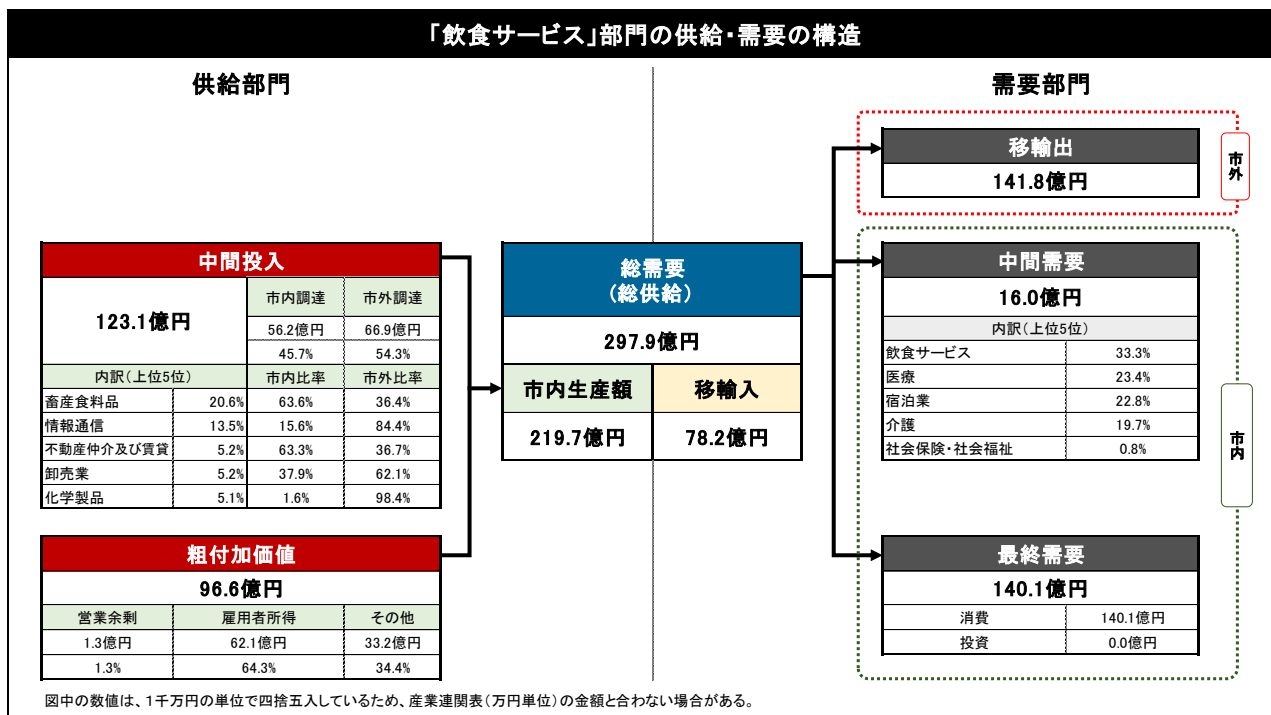 「飲食サービス」部門の供給・需要の構造
供給部門
需要部門
移輸出
141.8億円
市外
中間投入
123.1億円
市内調達 市外調達
56.2億円 66.9億円
45.7% 54.3%
内訳(上位5位) 市内比率 市外比率
畜産食料品 20.6% 63.6% 36.4%
情報通信 13.5% 15.6% 84.4%
不動産仲介及び賃貸 5.2% 63.3% 36.7%
卸売業 5.2% 37.9% 62.1%
化学製品 5.1% 1.6% 98.4%
粗付加価値
96.6億円
営業余剰 雇用者所得 その他
1.3億円 62.1億円 33.2億円
1.3% 64.3% 34.4%
総需要
(総供給)
297.9億円
市内生産額 移輸入
219.7億円 78.2億円
中間需要
16.0億円
内訳(上位5位)
飲食サービス 33.3%
医療 23.4%
宿泊業 22.8%
介護 19.7%
社会保険・社会福祉 0.8%
市内
最終需要
140.1億円
消費 140.1億円
投資 0.0億円
図中の数値は、1千万円の単位で四捨五入しているため、産業連関表(万円単位)の金額と合わない場合がある。